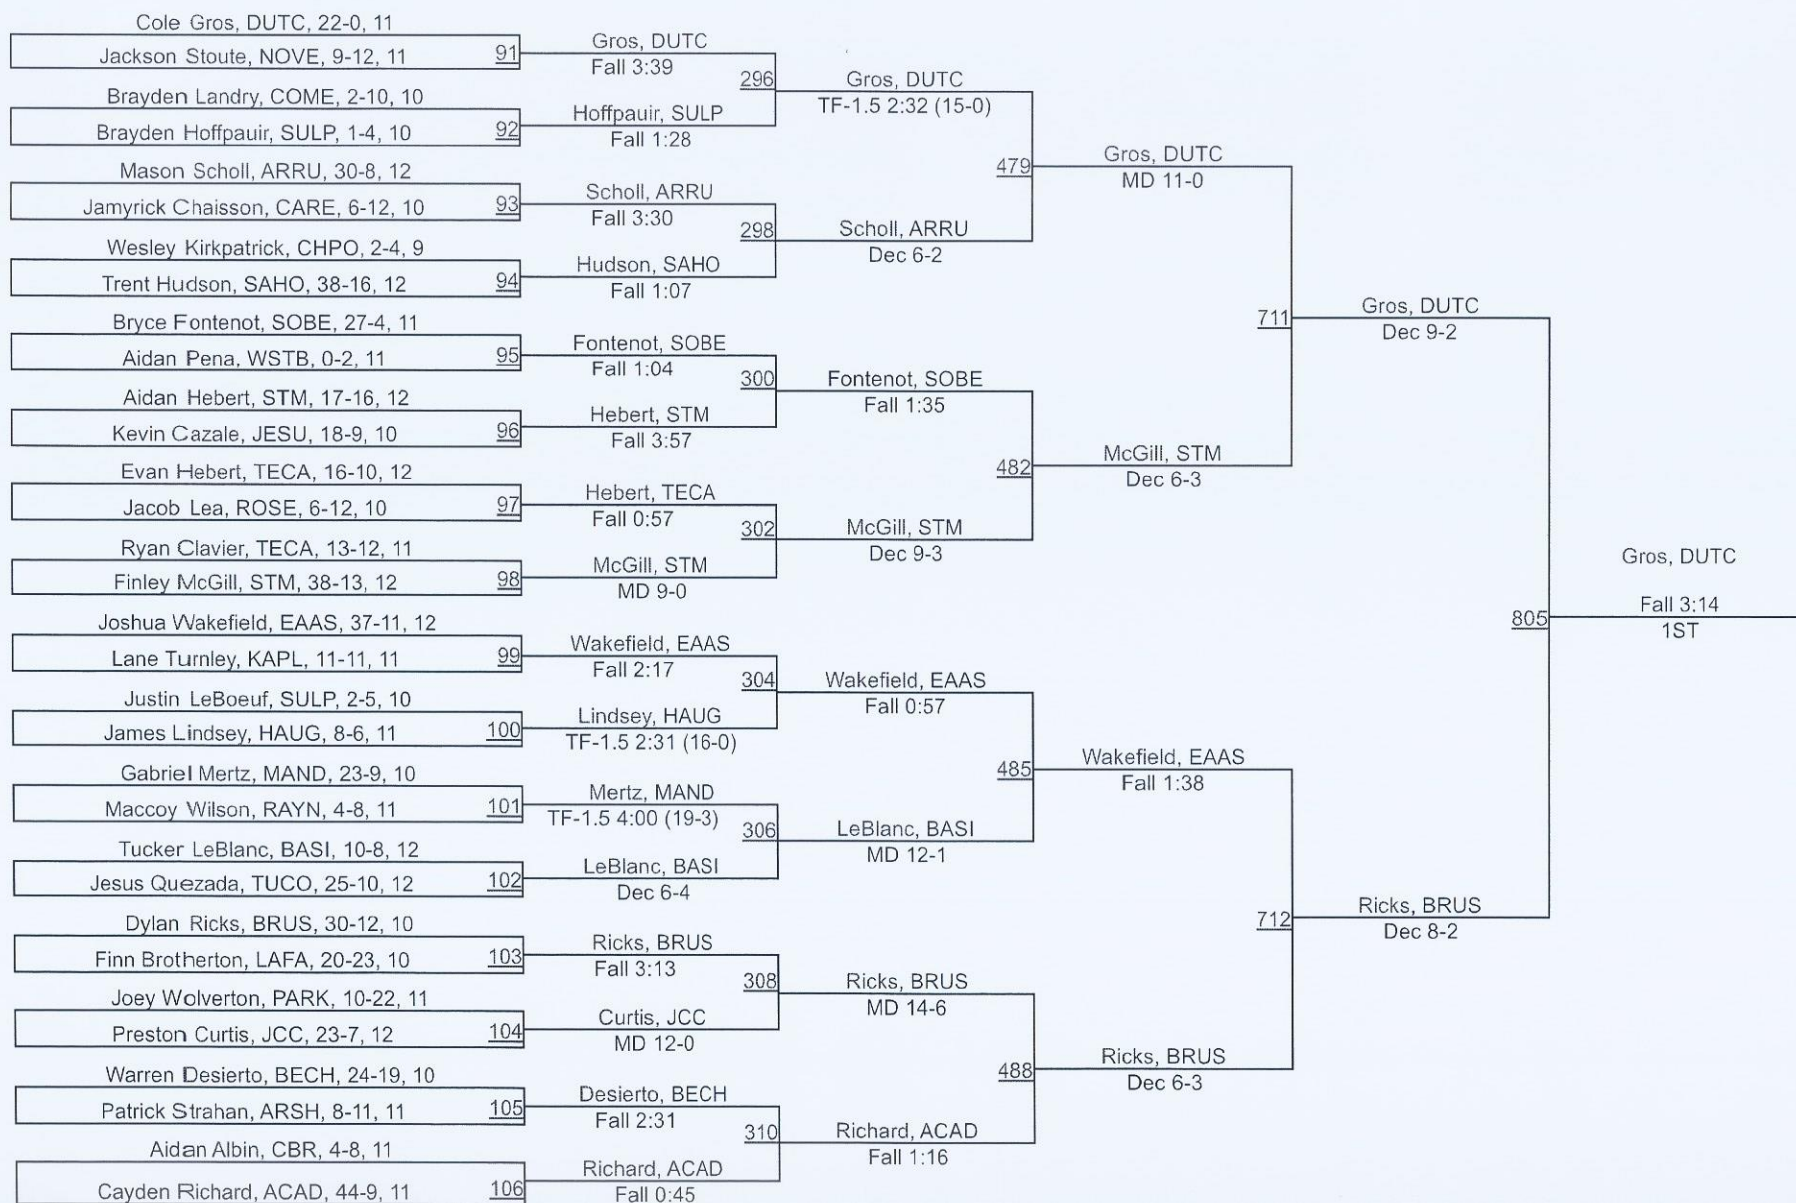 Cole Gros, DUTC, 22-0, 11
Jackson Stoute, NOVE, 9-12, 11
91
Brayden Landry, COME, 2-10, 10
Brayden Hoffpauir, SULP, 1-4, 10
92
Mason Scholl, ARRU, 30-8, 12
Jamyrick Chaisson, CARE, 6-12, 10
93
Wesley Kirkpatrick, CHPO, 2-4, 9
Trent Hudson, SAHO, 38-16, 12
94
Bryce Fontenot, SOBE, 27-4, 11
Aidan Pena, WSTB, 0-2, 11
95
Aidan Hebert, STM, 17-16, 12
Kevin Cazale, JESU, 18-9, 10
96
Evan Hebert, TECA, 16-10, 12
Jacob Lea, ROSE, 6-12, 10
97
Ryan Clavier, TECA, 13-12, 11
Finley McGill, STM, 38-13, 12
98
Joshua Wakefield, EAAS, 37-11, 12
Lane Turnley, KAPL, 11-11, 11
99
Justin LeBoeuf, SULP, 2-5, 10
James Lindsey, HAUG, 8-6, 11
100
Gabriel Mertz, MAND, 23-9, 10
Maccoy Wilson, RAYN, 4-8, 11
101
Tucker LeBlanc, BASI, 10-8, 12
Jesus Quezada, TUCO, 25-10, 12
102
Dylan Ricks, BRUS, 30-12, 10
Finn Brotherton, LAFA, 20-23, 10
103
Joey Wolverton, PARK, 10-22, 11
Preston Curtis, JCC, 23-7, 12
104
Warren Desierto, BECH, 24-19, 10
Patrick Strahan, ARSH, 8-11, 11
105
Aidan Albin, CBR, 4-8, 11
Cayden Richard, ACAD, 44-9, 11
106
Gros, DUTC
Fall 3:39
296
Hoffpauir, SULP
Fall 1:28
Scholl, ARRU
Fall 3:30
298
Hudson, SAHO
Fall 1:07
Fontenot, SOBE
Fall 1:04
300
Hebert, STM
Fall 3:57
Hebert, TECA
Fall 0:57
302
McGill, STM
MD 9-0
Wakefield, EAAS
Fall 2:17
304
Lindsey, HAUG
TF-1.5 2:31 (16-0)
Mertz, MAND
TF-1.5 4:00 (19-3)
306
LeBlanc, BASI
Dec 6-4
Ricks, BRUS
Fall 3:13
308
Curtis, JCC
MD 12-0
Desierto, BECH
Fall 2:31
310
Richard, ACAD
Fall 0:45
Gros, DUTC
TF-1.5 2:32 (15-0)
479
Scholl, ARRU
Dec 6-2
Fontenot, SOBE
Fall 1:35
482
McGill, STM
Dec 9-3
Wakefield, EAAS
Fall 0:57
485
LeBlanc, BASI
MD 12-1
Ricks, BRUS
MD 14-6
488
Richard, ACAD
Fall 1:16
Gros, DUTC
MD 11-0
711
McGill, STM
Dec 6-3
Wakefield, EAAS
Fall 1:38
712
Ricks, BRUS
Dec 6-3
Gros, DUTC
Dec 9-2
805
Ricks, BRUS
Dec 8-2
Gros, DUTC
Fall 3:14
1ST